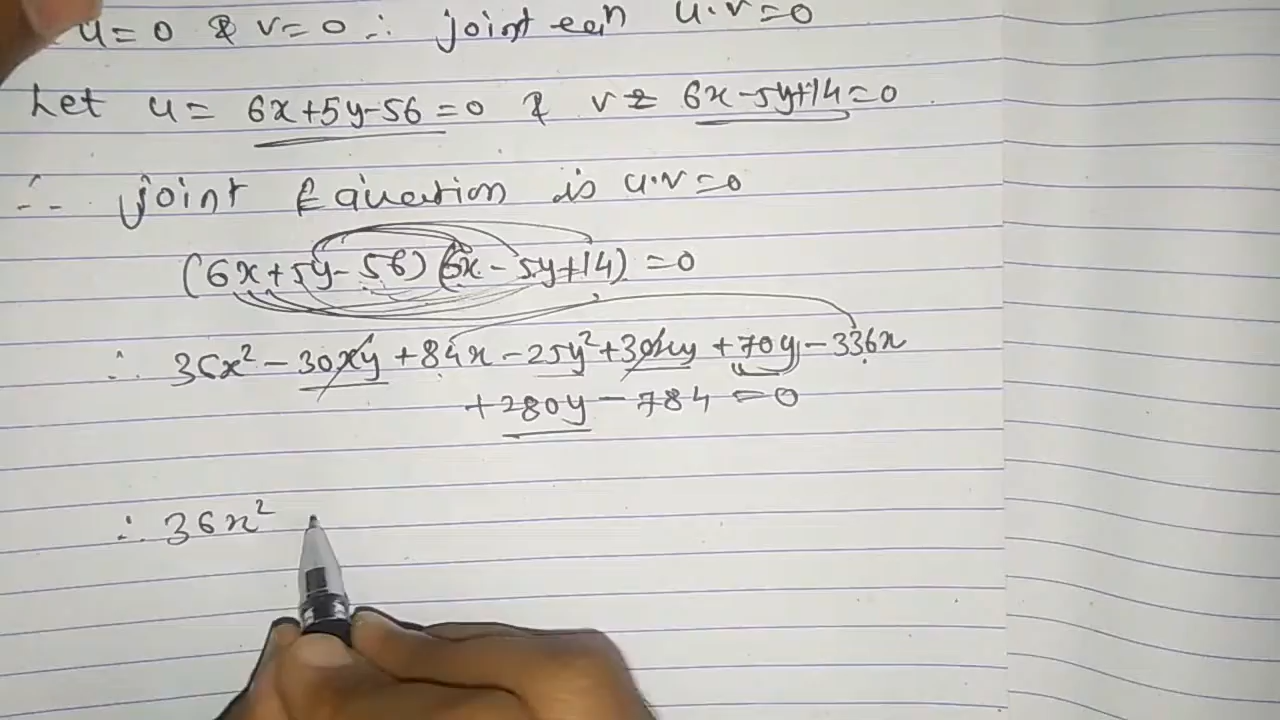 u=0 & v=0 ∴ joint eqn u.v=0
Let u= 6x+5y-56=0 & v= 6x-5y+14=0
∴ joint Equation is u.v=0
(6x+5y-56)(6x-5y+14)=0
∴ 36x²-30xy+84x-25y²+30xy+70y-336x
+280y-784=0
∴ 36x²